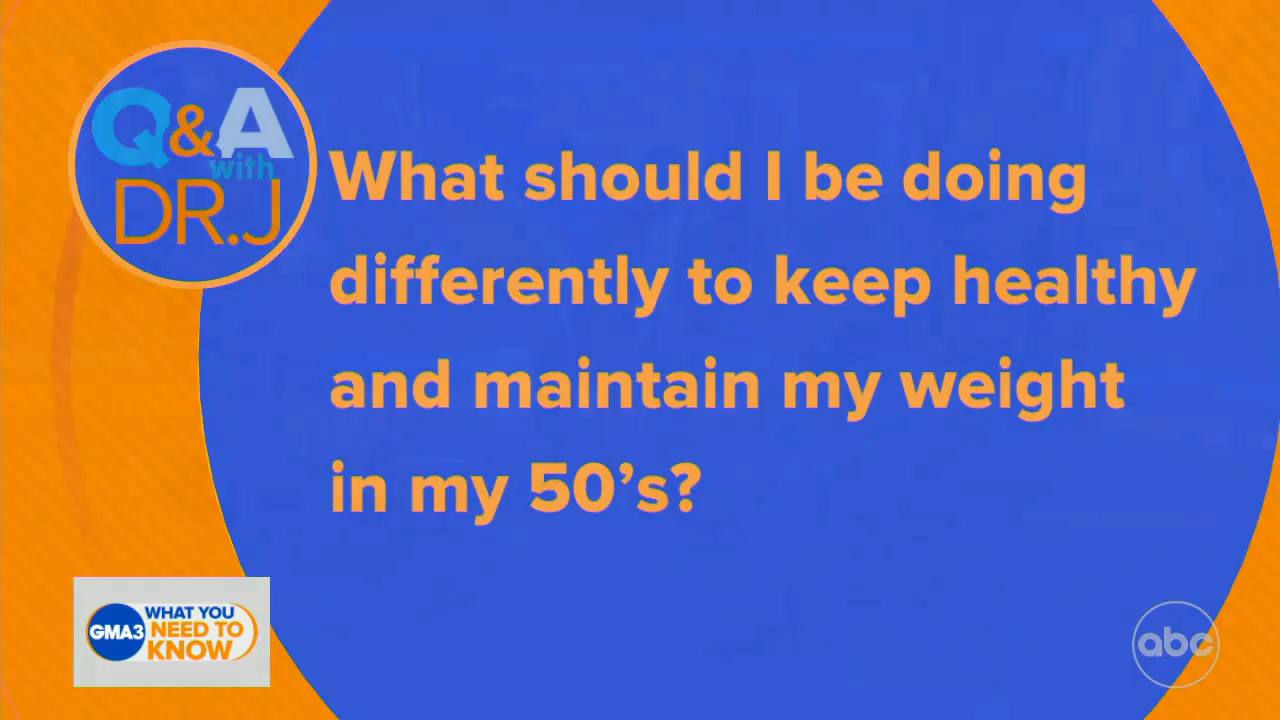 Q&A
with
DR.J
What should I be doing
differently to keep healthy
and maintain my weight
in my 50’s?
GMA3
WHAT YOU
NEED TO
KNOW
abc